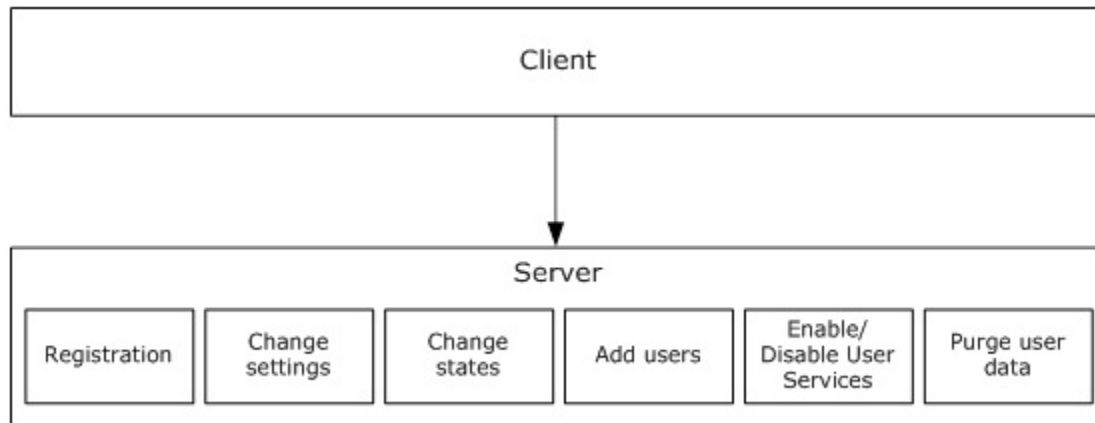 Client
Server
Registration
Change
settings
Change
states
Add users
Enable/
Disable User
Services
Purge user
data